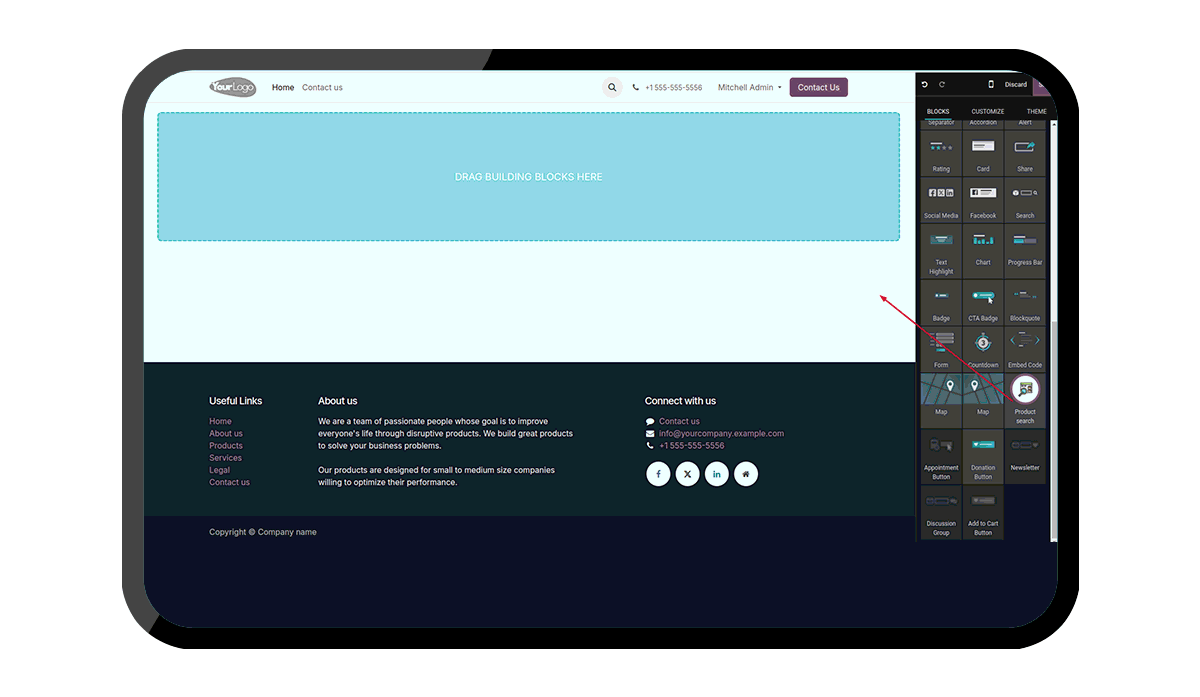 YourLogo
Home
Contact us
+1 555-555-5556
Mitchell Admin
Contact Us
Discard
BLOCKS
CUSTOMIZE
THEME
DRAG BUILDING BLOCKS HERE
Separator
Accordion
Alert
Rating
Card
Share
Social Media
Facebook
Search
Text
Highlight
Chart
Progress Bar
Badge
CTA Badge
Blockquote
Form
3
Countdown
Embed Code
Map
Map
Product
search
Appointment
Button
Donation
Button
Newsletter
Discussion
Group
Add to Cart
Button
Useful Links
Home
About us
Products
Services
Legal
Contact us
About us
We are a team of passionate people whose goal is to improve
everyone's life through disruptive products. We build great products
to solve your business problems.
Our products are designed for small to medium size companies
willing to optimize their performance.
Connect with us
Contact us
info@yourcompany.example.com
+1 555-555-5556
Copyright © Company name